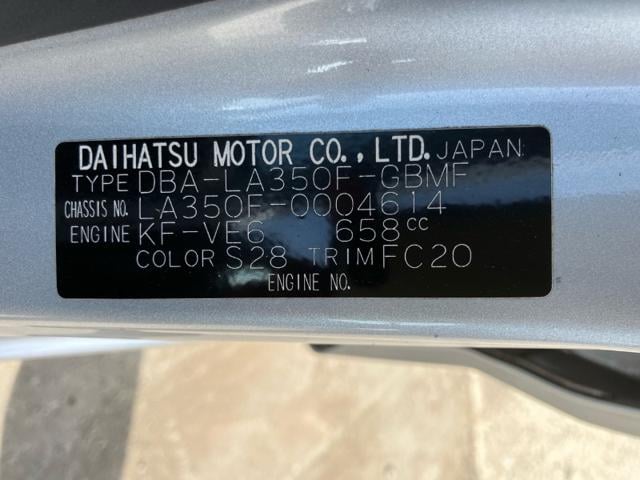 DAIHATSU MOTOR CO., LTD. JAPAN
TYPE DBA-LA350F-GBMF
CHASSIS NO. LA350F-0004614
ENGINE KF-VE6 658cc
COLOR S28 TRIM FC20
ENGINE NO.